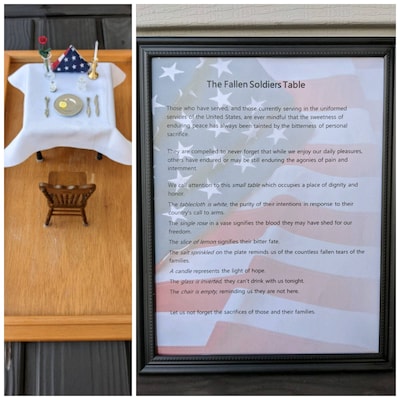 The Fallen Soldiers Table
Those who have served, and those currently serving in the uniformed
services of the United States, are ever mindful that the sweetness of
enduring peace has always been tainted by the bitterness of personal
sacrifice.
They are compelled to never forget that while we enjoy our daily pleasures,
others have endured or may be still enduring the agonies of pain and
internment.
We call attention to this small table which occupies a place of dignity and
honor.
The tablecloth is white, the purity of their intentions in response to their
country's call to arms.
The single rose in a vase signifies the blood they may have shed for our
freedom.
The slice of lemon signifies their bitter fate.
The salt sprinkled on the plate reminds us of the countless fallen tears of the
families.
A candle represents the light of hope.
The glass is inverted, they can't drink with us tonight.
The chair is empty, reminding us they are not here.
Let us not forget the sacrifices of those and their families.